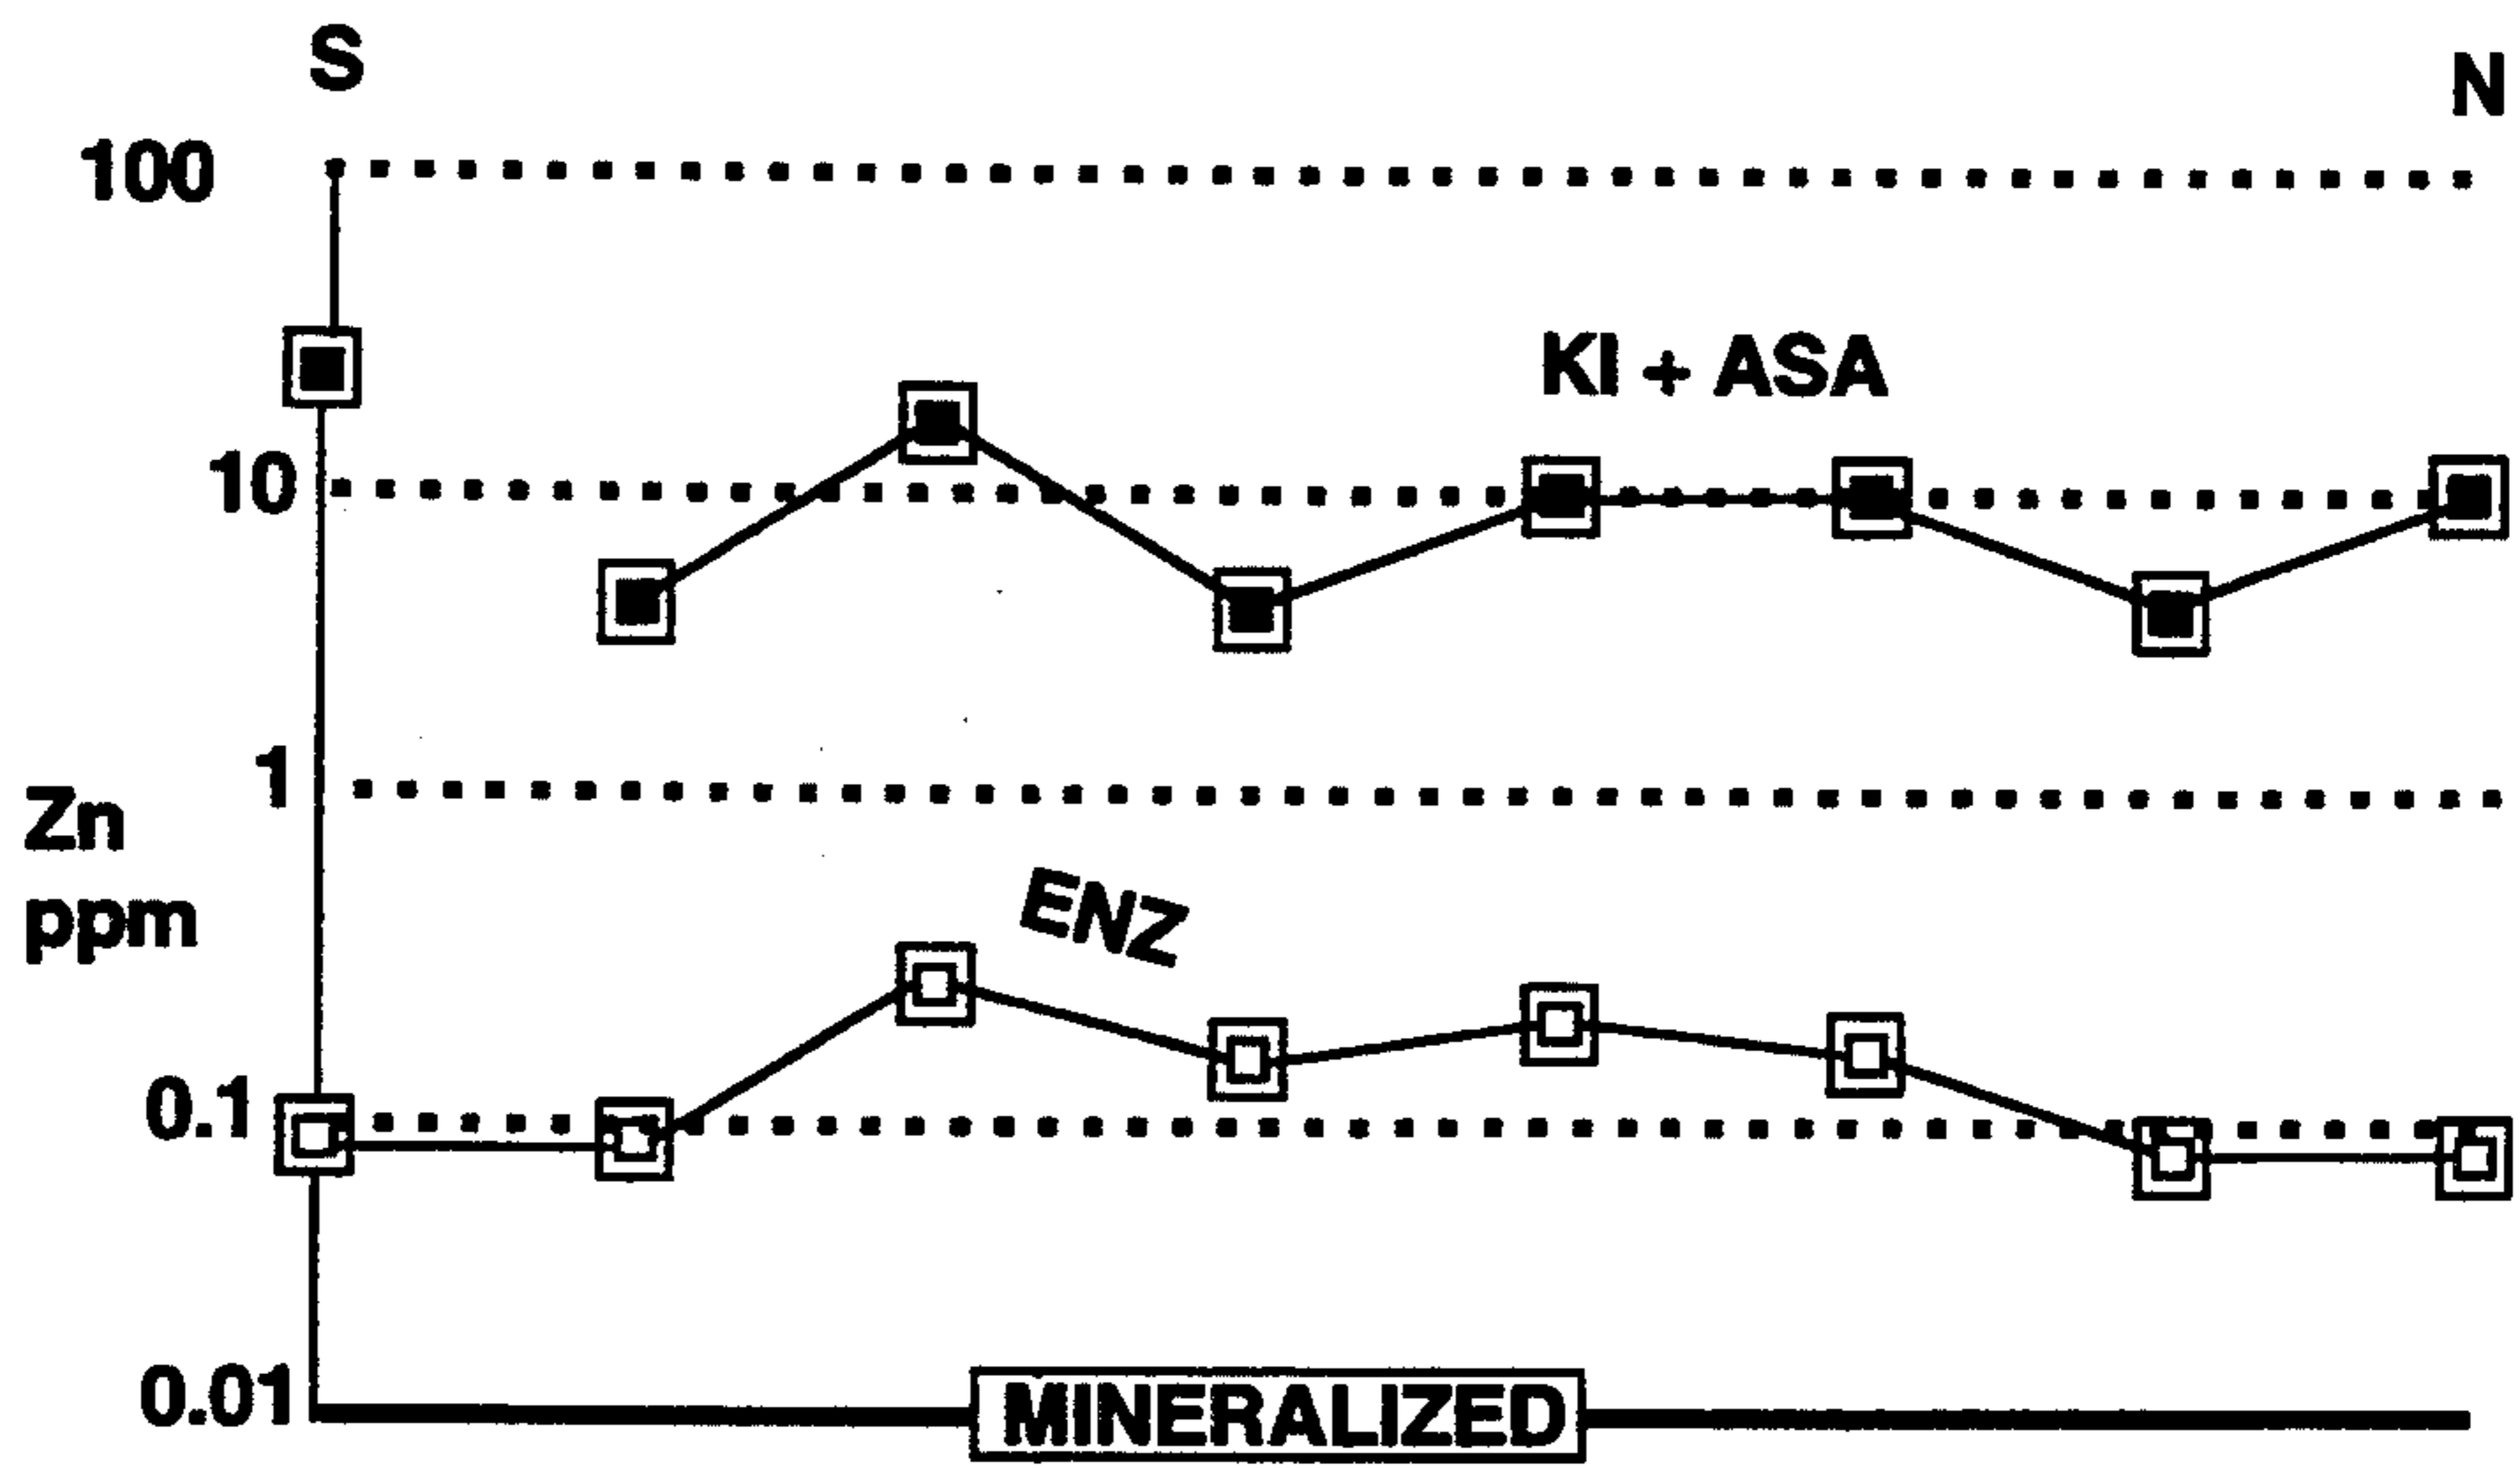 S
N
100
KI + ASA
10
1
Zn
ppm
ENZ
0.1
0.01
MINERALIZED